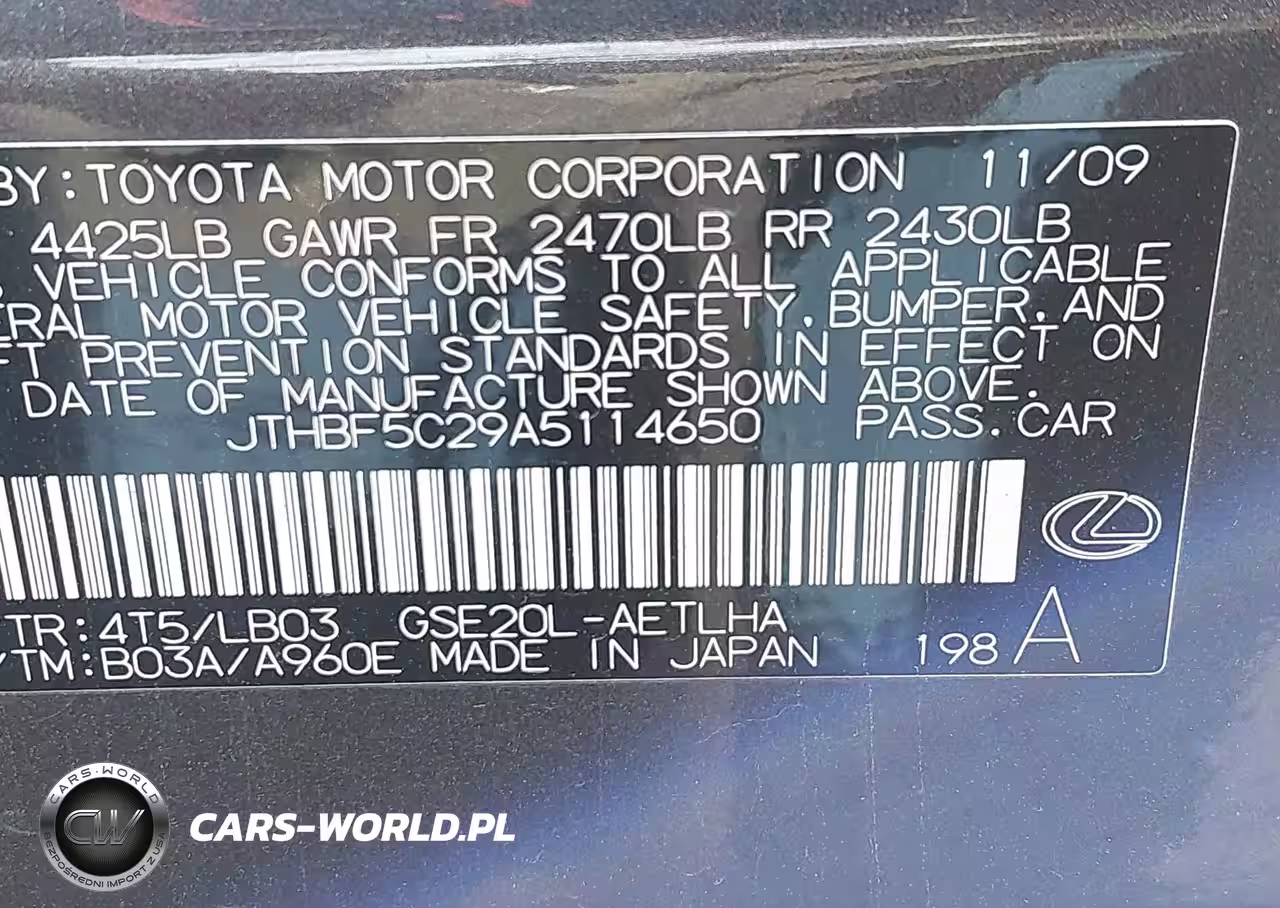 BY: TOYOTA MOTOR CORPORATION 11/09
4425LB GAWR FR 2470LB RR 2430LB
VEHICLE CONFORMS TO ALL APPLICABLE
ERAL MOTOR VEHICLE SAFETY, BUMPER, AND
FT PREVENTION STANDARDS IN EFFECT ON
DATE OF MANUFACTURE SHOWN ABOVE.
JTHBF5C29A5114650 PASS. CAR
TR: 4T5/LB03 GSE20L-AETLHA
/TM: B03A/A960E MADE IN JAPAN 198 A
CARS-WORLD
CW
BEZPOŚREDNI IMPORT Z USA
CARS-WORLD.PL